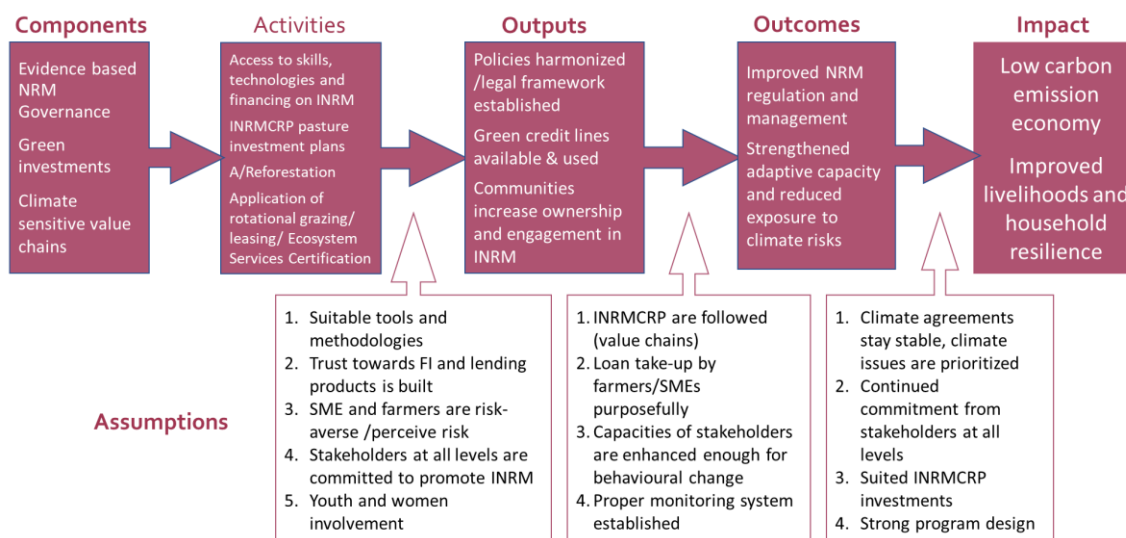 Components
Evidence based
NRM
Governance
Green
investments
Climate
sensitive value
chains
Activities
Access to skills,
technologies and
financing on INRM
INRMCRP pasture
investment plans
A/Reforestation
Application of
rotational grazing/
leasing/ Ecosystem
Services Certification
Outputs
Policies harmonized
/legal framework
established
Green credit lines
available & used
Communities
increase ownership
and engagement in
INRM
Outcomes
Improved NRM
regulation and
management
Strengthened
adaptive capacity
and reduced
exposure to
climate risks
Impact
Low carbon
emission
economy
Improved
livelihoods and
household
resilience
Assumptions
1. Suitable tools and
methodologies
2. Trust towards FI and lending
products is built
3. SME and farmers are risk-
averse /perceive risk
4. Stakeholders at all levels are
committed to promote INRM
5. Youth and women
involvement
1. INRMCRP are followed
(value chains)
2. Loan take-up by
farmers/SMEs
purposefully
3. Capacities of stakeholders
are enhanced enough for
behavioural change
4. Proper monitoring system
established
1. Climate agreements
stay stable, climate
issues are prioritized
2. Continued
commitment from
stakeholders at all
levels
3. Suited INRMCRP
investments
4. Strong program design